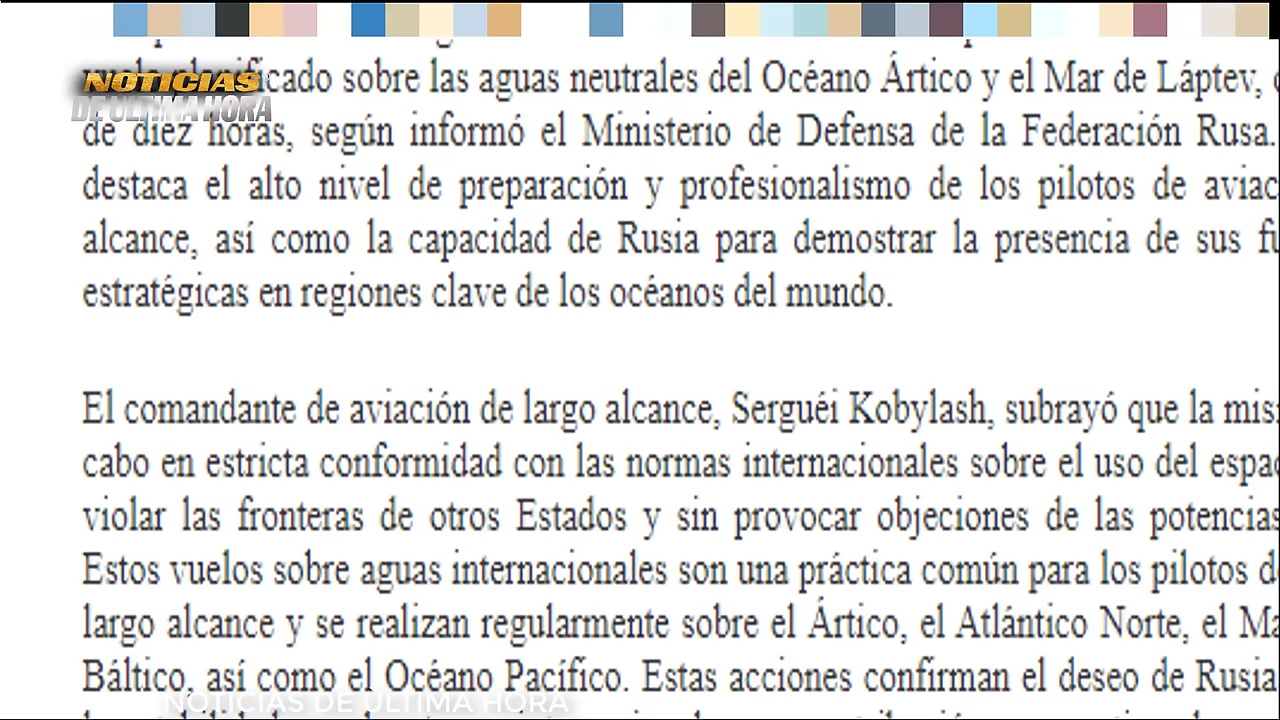 NOTICIAS
DE ULTIMA HORA
vuelo planificado sobre las aguas neutrales del Océano Ártico y el Mar de Láptev,
de diez horas, según informó el Ministerio de Defensa de la Federación Rusa.
destaca el alto nivel de preparación y profesionalismo de los pilotos de aviac
alcance, así como la capacidad de Rusia para demostrar la presencia de sus fu
estratégicas en regiones clave de los océanos del mundo.
El comandante de aviación de largo alcance, Serguéi Kobylash, subrayó que la mis
cabo en estricta conformidad con las normas internacionales sobre el uso del espac
violar las fronteras de otros Estados y sin provocar objeciones de las potencias
Estos vuelos sobre aguas internacionales son una práctica común para los pilotos de
largo alcance y se realizan regularmente sobre el Ártico, el Atlántico Norte, el Ma
Báltico, así como el Océano Pacífico. Estas acciones confirman el deseo de Rusia
NOTICIAS DE ULTIMA HORA